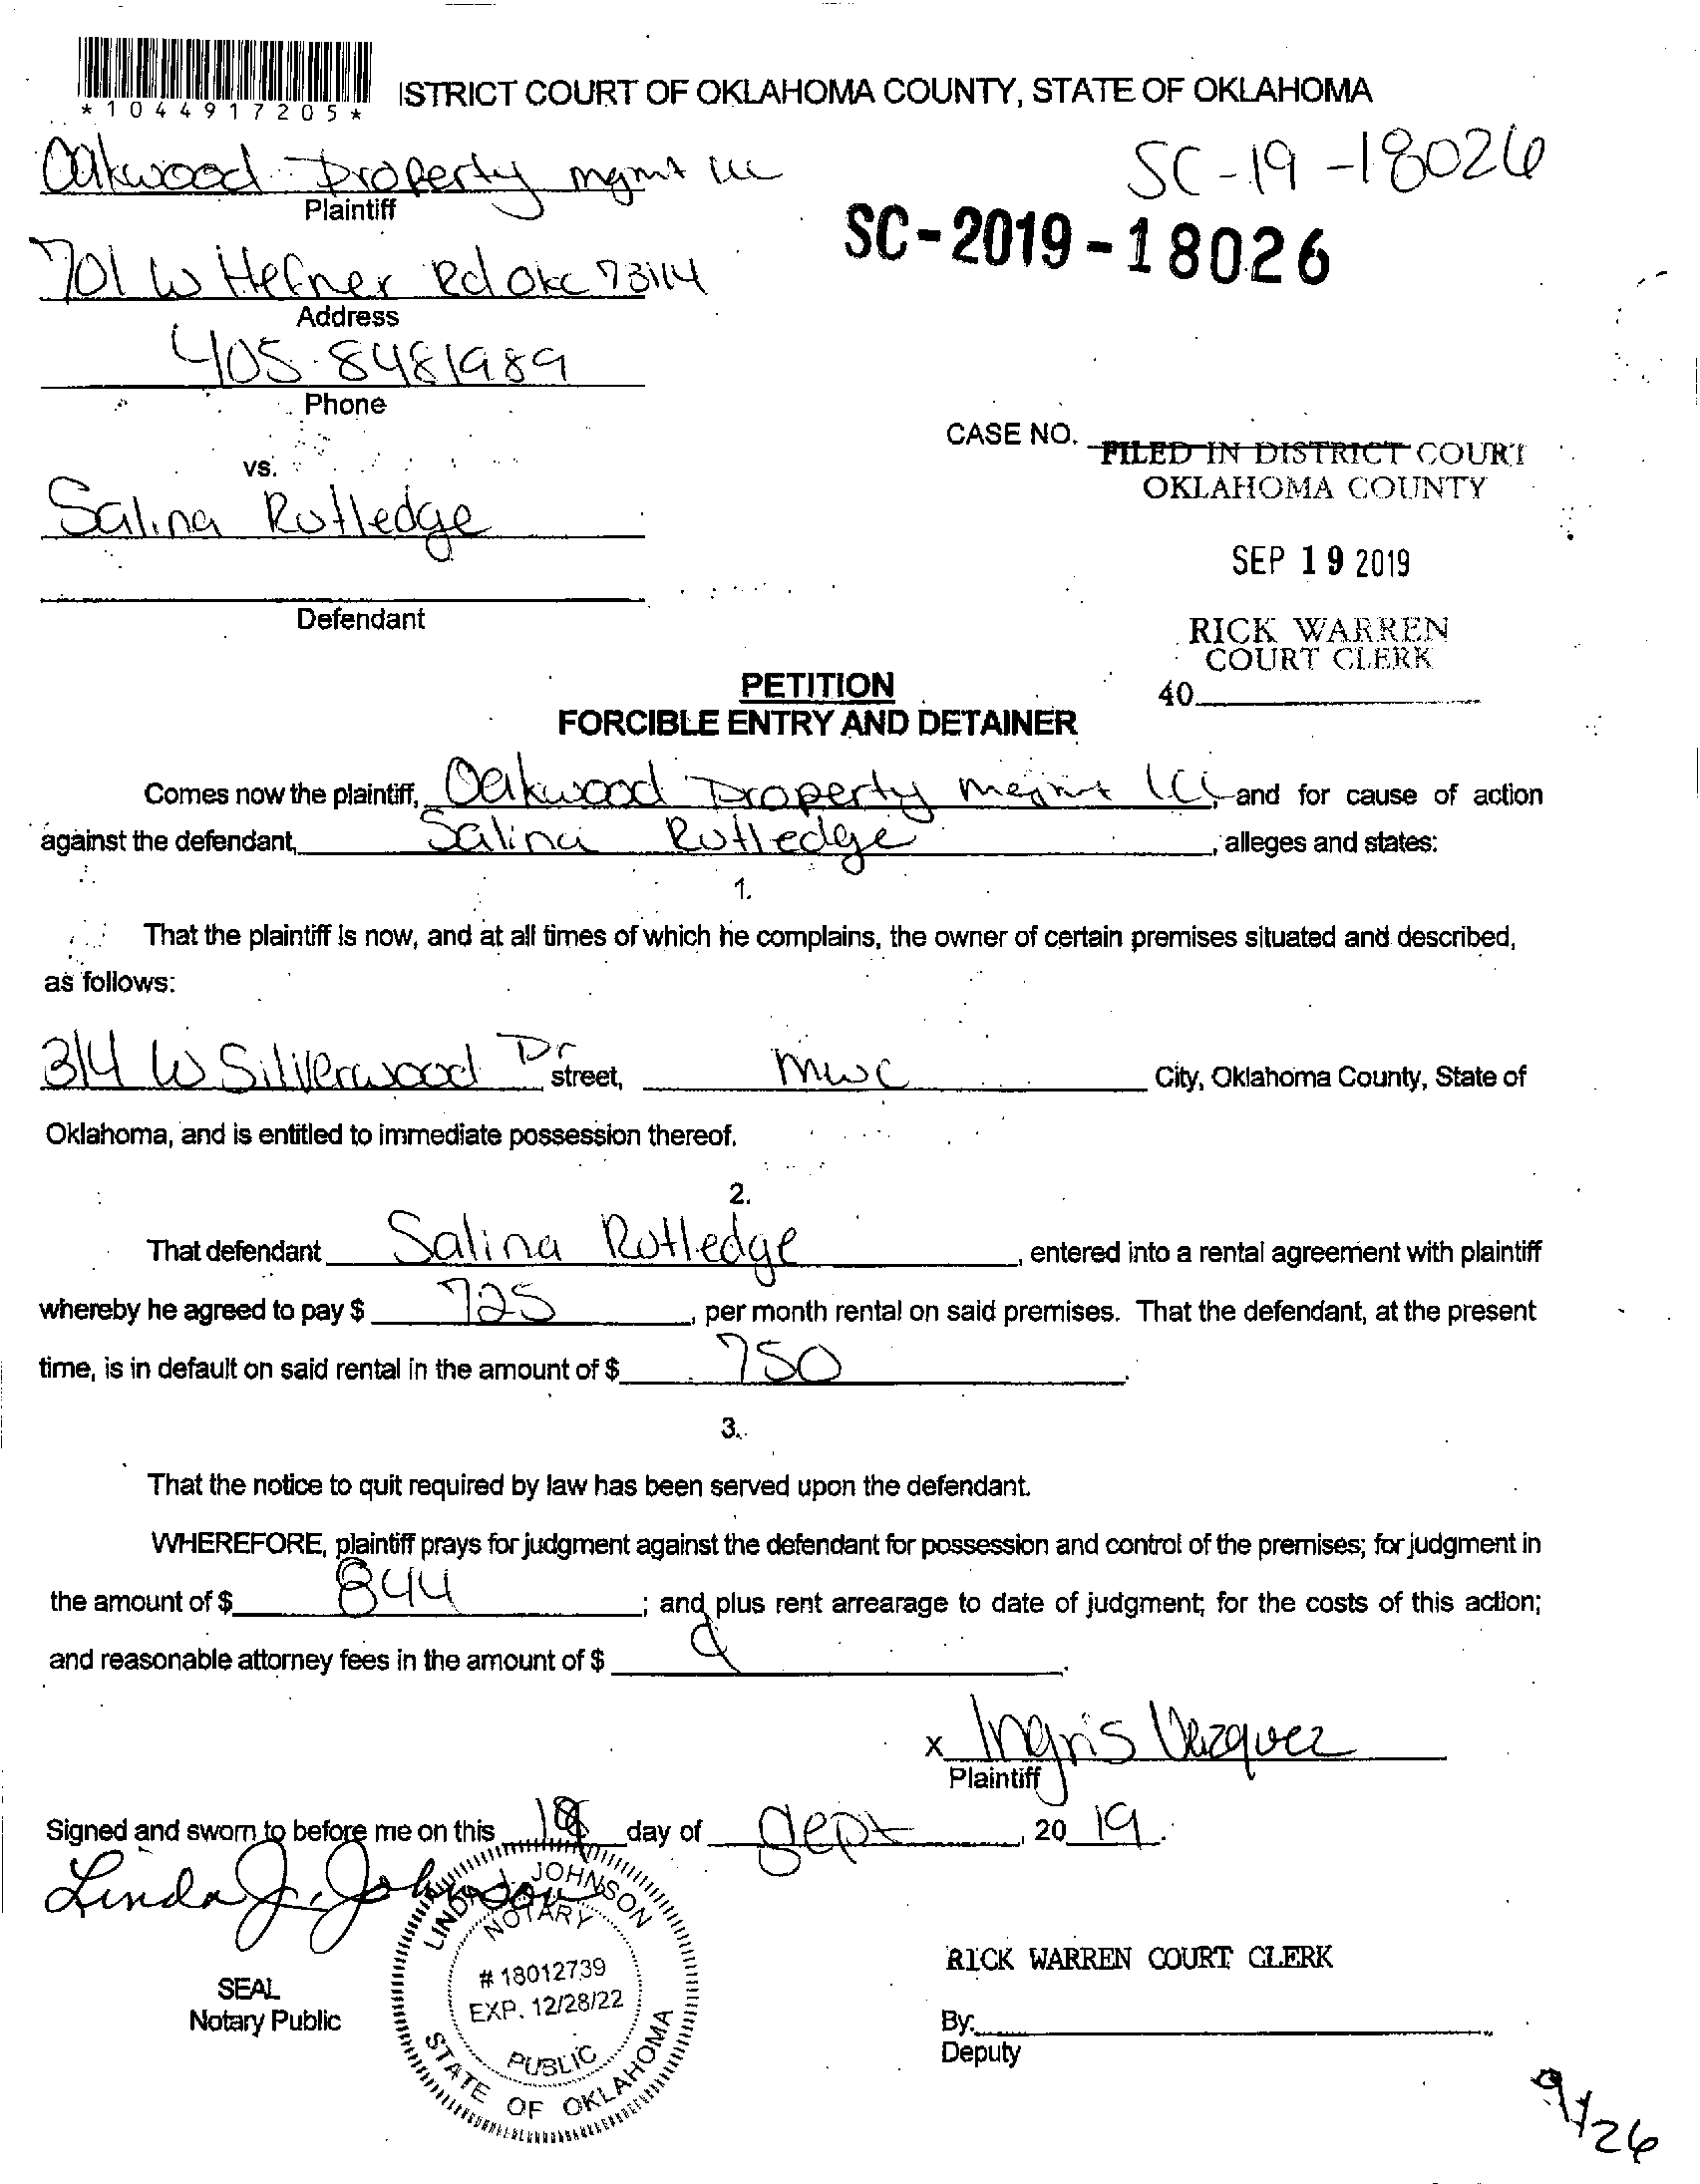 *1044917205*
ISTRICT COURT OF OKLAHOMA COUNTY, STATE OF OKLAHOMA
Oakwood Property mgmt llc
SC-19-18026
Plaintiff
SC-2019-18026
701 W Hefner Rd Okc 73114
Address
405-8481989
Phone
CASE NO.
FILED IN DISTRICT COURT
OKLAHOMA COUNTY
vs.
Salina Rutledge
SEP 19 2019
Defendant
RICK WARREN
COURT CLERK
40
PETITION
FORCIBLE ENTRY AND DETAINER
Comes now the plaintiff, Oakwood Property mgmt LLC, and for cause of action
against the defendant, Salina Rutledge, alleges and states:
1.
That the plaintiff is now, and at all times of which he complains, the owner of certain premises situated and described,
as follows:
314 W Silverwood Dr street, mwc City, Oklahoma County, State of
Oklahoma, and is entitled to immediate possession thereof.
2.
That defendant Salina Rutledge, entered into a rental agreement with plaintiff
whereby he agreed to pay $ 725, per month rental on said premises. That the defendant, at the present
time, is in default on said rental in the amount of $ 750.
3.
That the notice to quit required by law has been served upon the defendant.
WHEREFORE, plaintiff prays for judgment against the defendant for possession and control of the premises; for judgment in
the amount of $ 844; and plus rent arrearage to date of judgment; for the costs of this action;
and reasonable attorney fees in the amount of $
x Ingris Vazquez
Plaintiff
Signed and sworn to before me on this 18 day of Sept, 2019.
Linda J. Johnson
LINDA J. JOHNSON
NOTARY
# 18012739
EXP. 12/28/22
PUBLIC
STATE OF OKLAHOMA
SEAL
Notary Public
RICK WARREN COURT CLERK
By:
Deputy
9/26